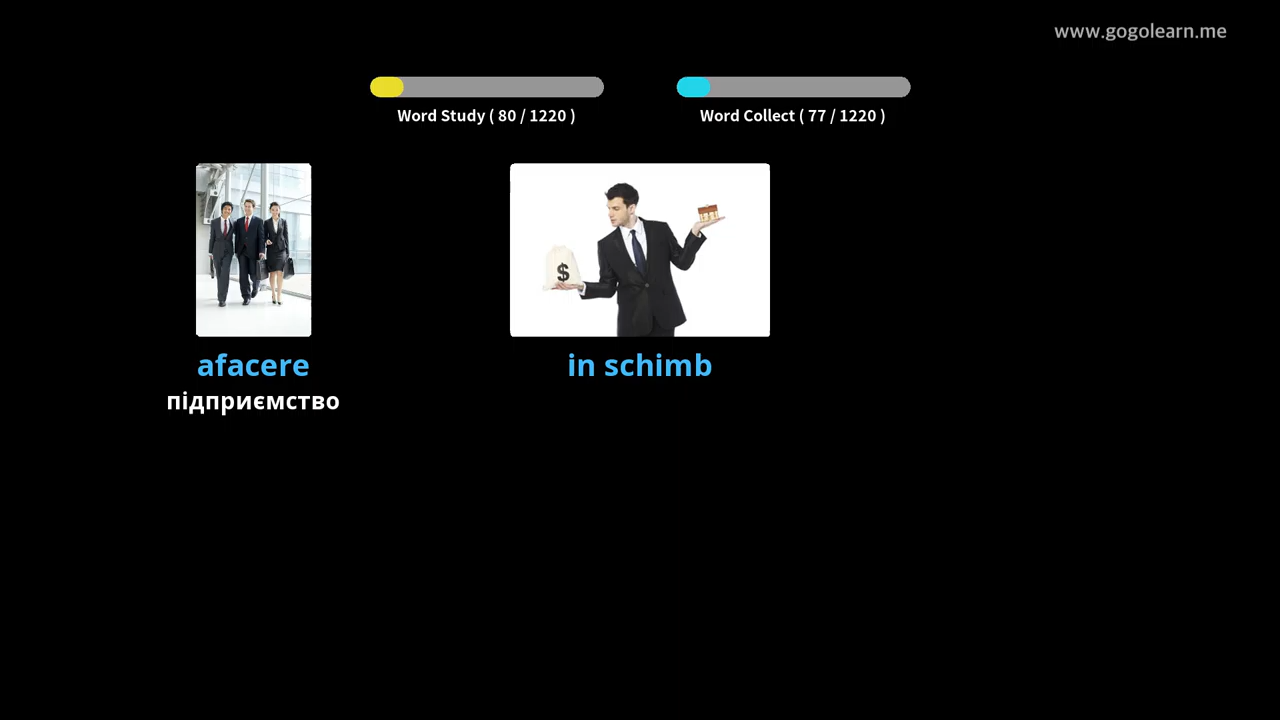 www.gogolearn.me
Word Study ( 80 / 1220 )
Word Collect ( 77 / 1220 )
$
afacere
in schimb
підприємство